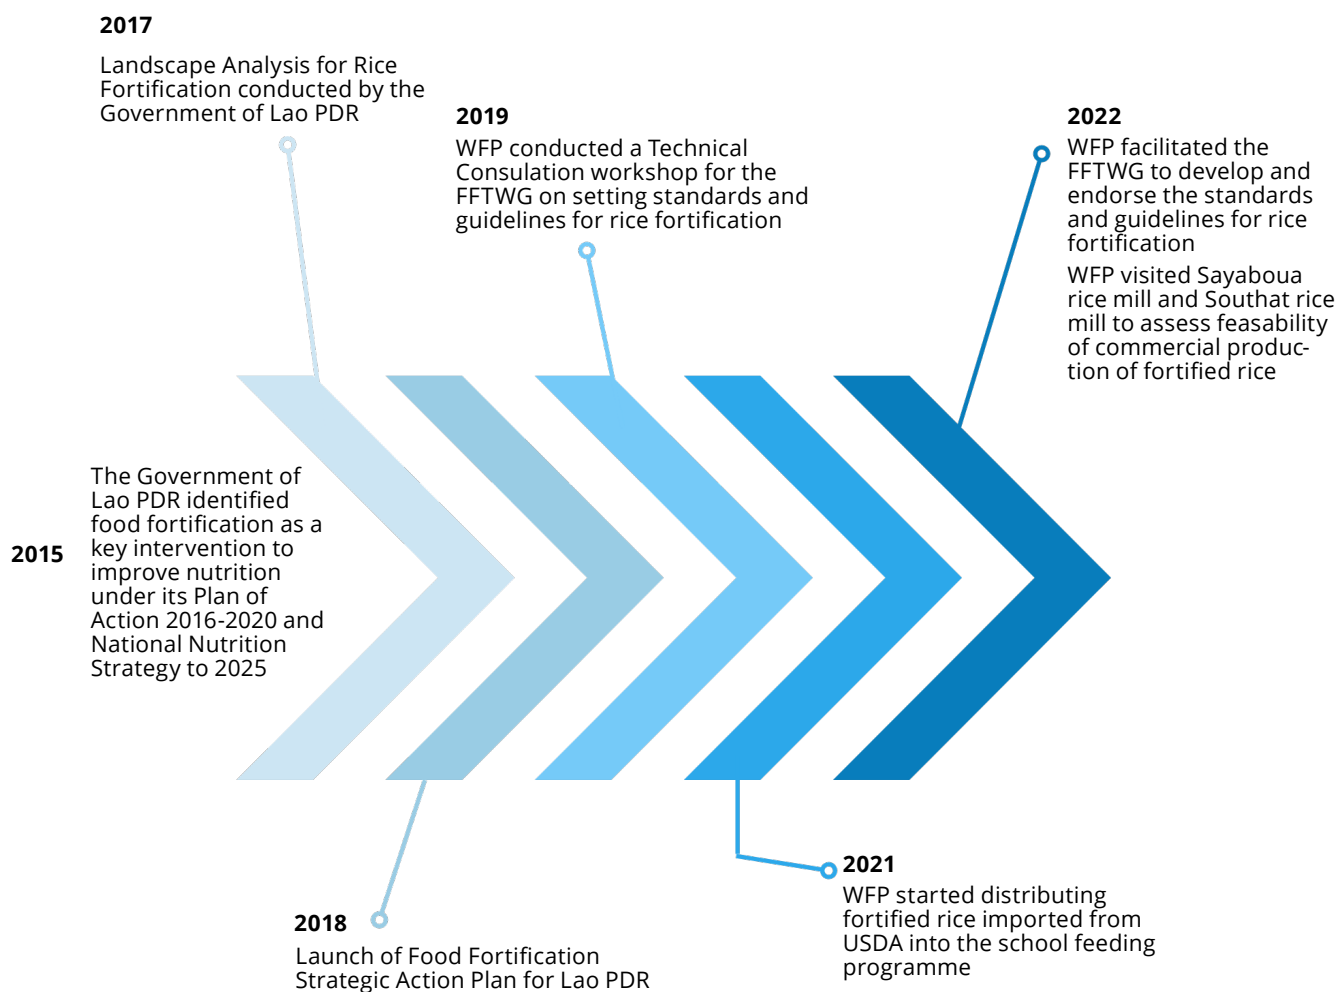 2017
Landscape Analysis for Rice
Fortification conducted by the
Government of Lao PDR
2019
WFP conducted a Technical
Consulation workshop for the
FFTWG on setting standards and
guidelines for rice fortification
2022
WFP facilitated the
FFTWG to develop and
endorse the standards
and guidelines for rice
fortification
WFP visited Sayaboua
rice mill and Southat rice
mill to assess feasability
of commercial produc-
tion of fortified rice
2015
The Government of
Lao PDR identified
food fortification as a
key intervention to
improve nutrition
under its Plan of
Action 2016-2020 and
National Nutrition
Strategy to 2025
2018
Launch of Food Fortification
Strategic Action Plan for Lao PDR
2021
WFP started distributing
fortified rice imported from
USDA into the school feeding
programme